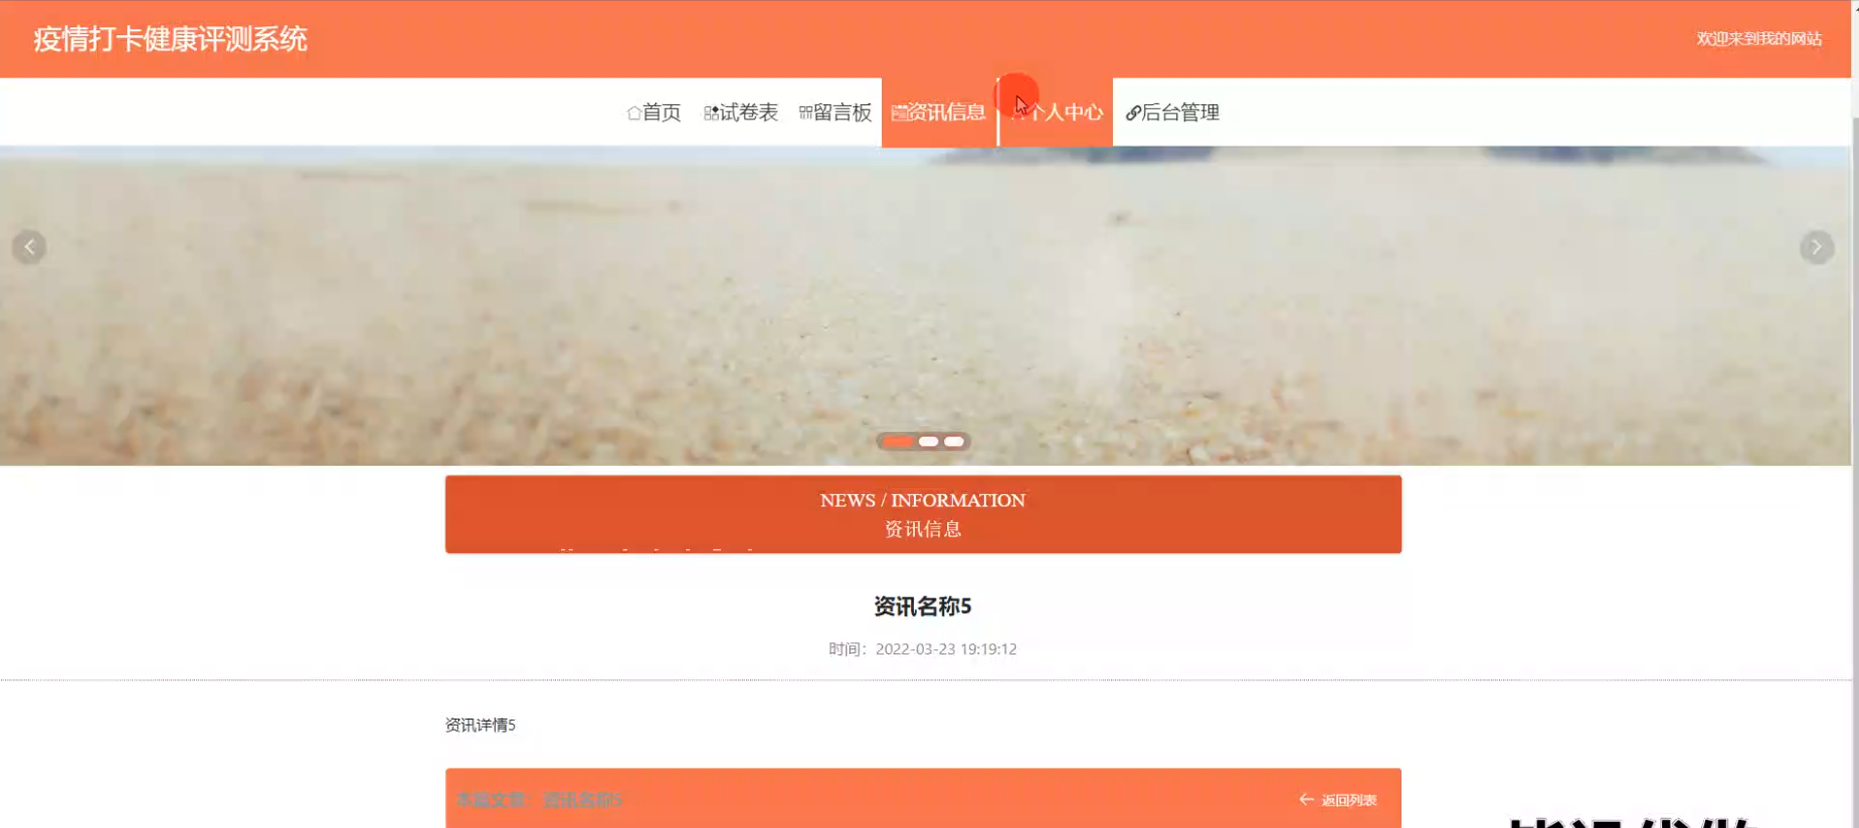 疫情打卡健康评测系统
欢迎来到我的网站
首页 试卷表 留言板 资讯信息 个人中心 后台管理
NEWS / INFORMATION
资讯信息
资讯名称5
时间：2022-03-23 19:19:12
资讯详情5
本篇文章：资讯名称5
← 返回列表